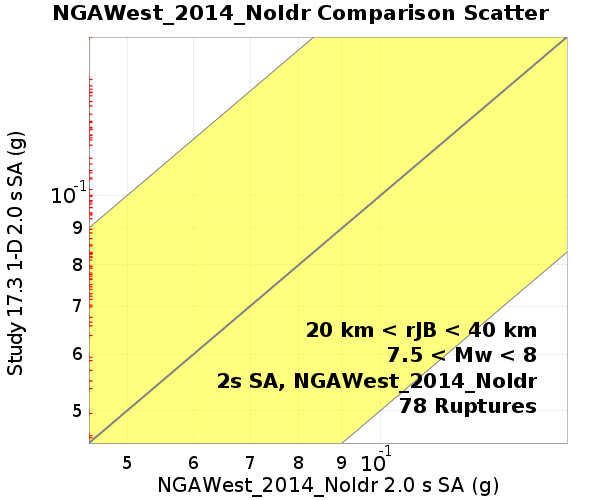 NGAWest_2014_NoIdr Comparison Scatter
Study 17.3 1-D 2.0 s SA (g)
10-1
9
8
7
6
5
20 km < rJB < 40 km
7.5 < Mw < 8
2s SA, NGAWest_2014_NoIdr
78 Ruptures
5 6 7 8 9 10-1
NGAWest_2014_NoIdr 2.0 s SA (g)